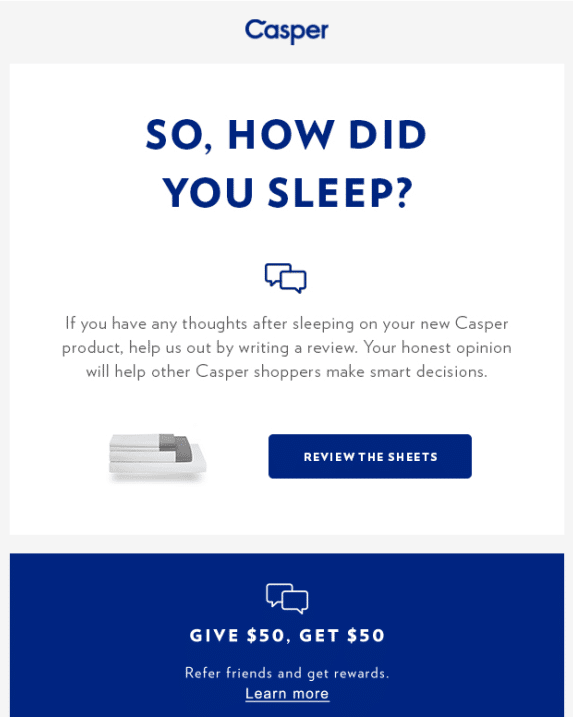 Casper
SO, HOW DID
YOU SLEEP?
If you have any thoughts after sleeping on your new Casper
product, help us out by writing a review. Your honest opinion
will help other Casper shoppers make smart decisions.
REVIEW THE SHEETS
GIVE $50, GET $50
Refer friends and get rewards.
Learn more